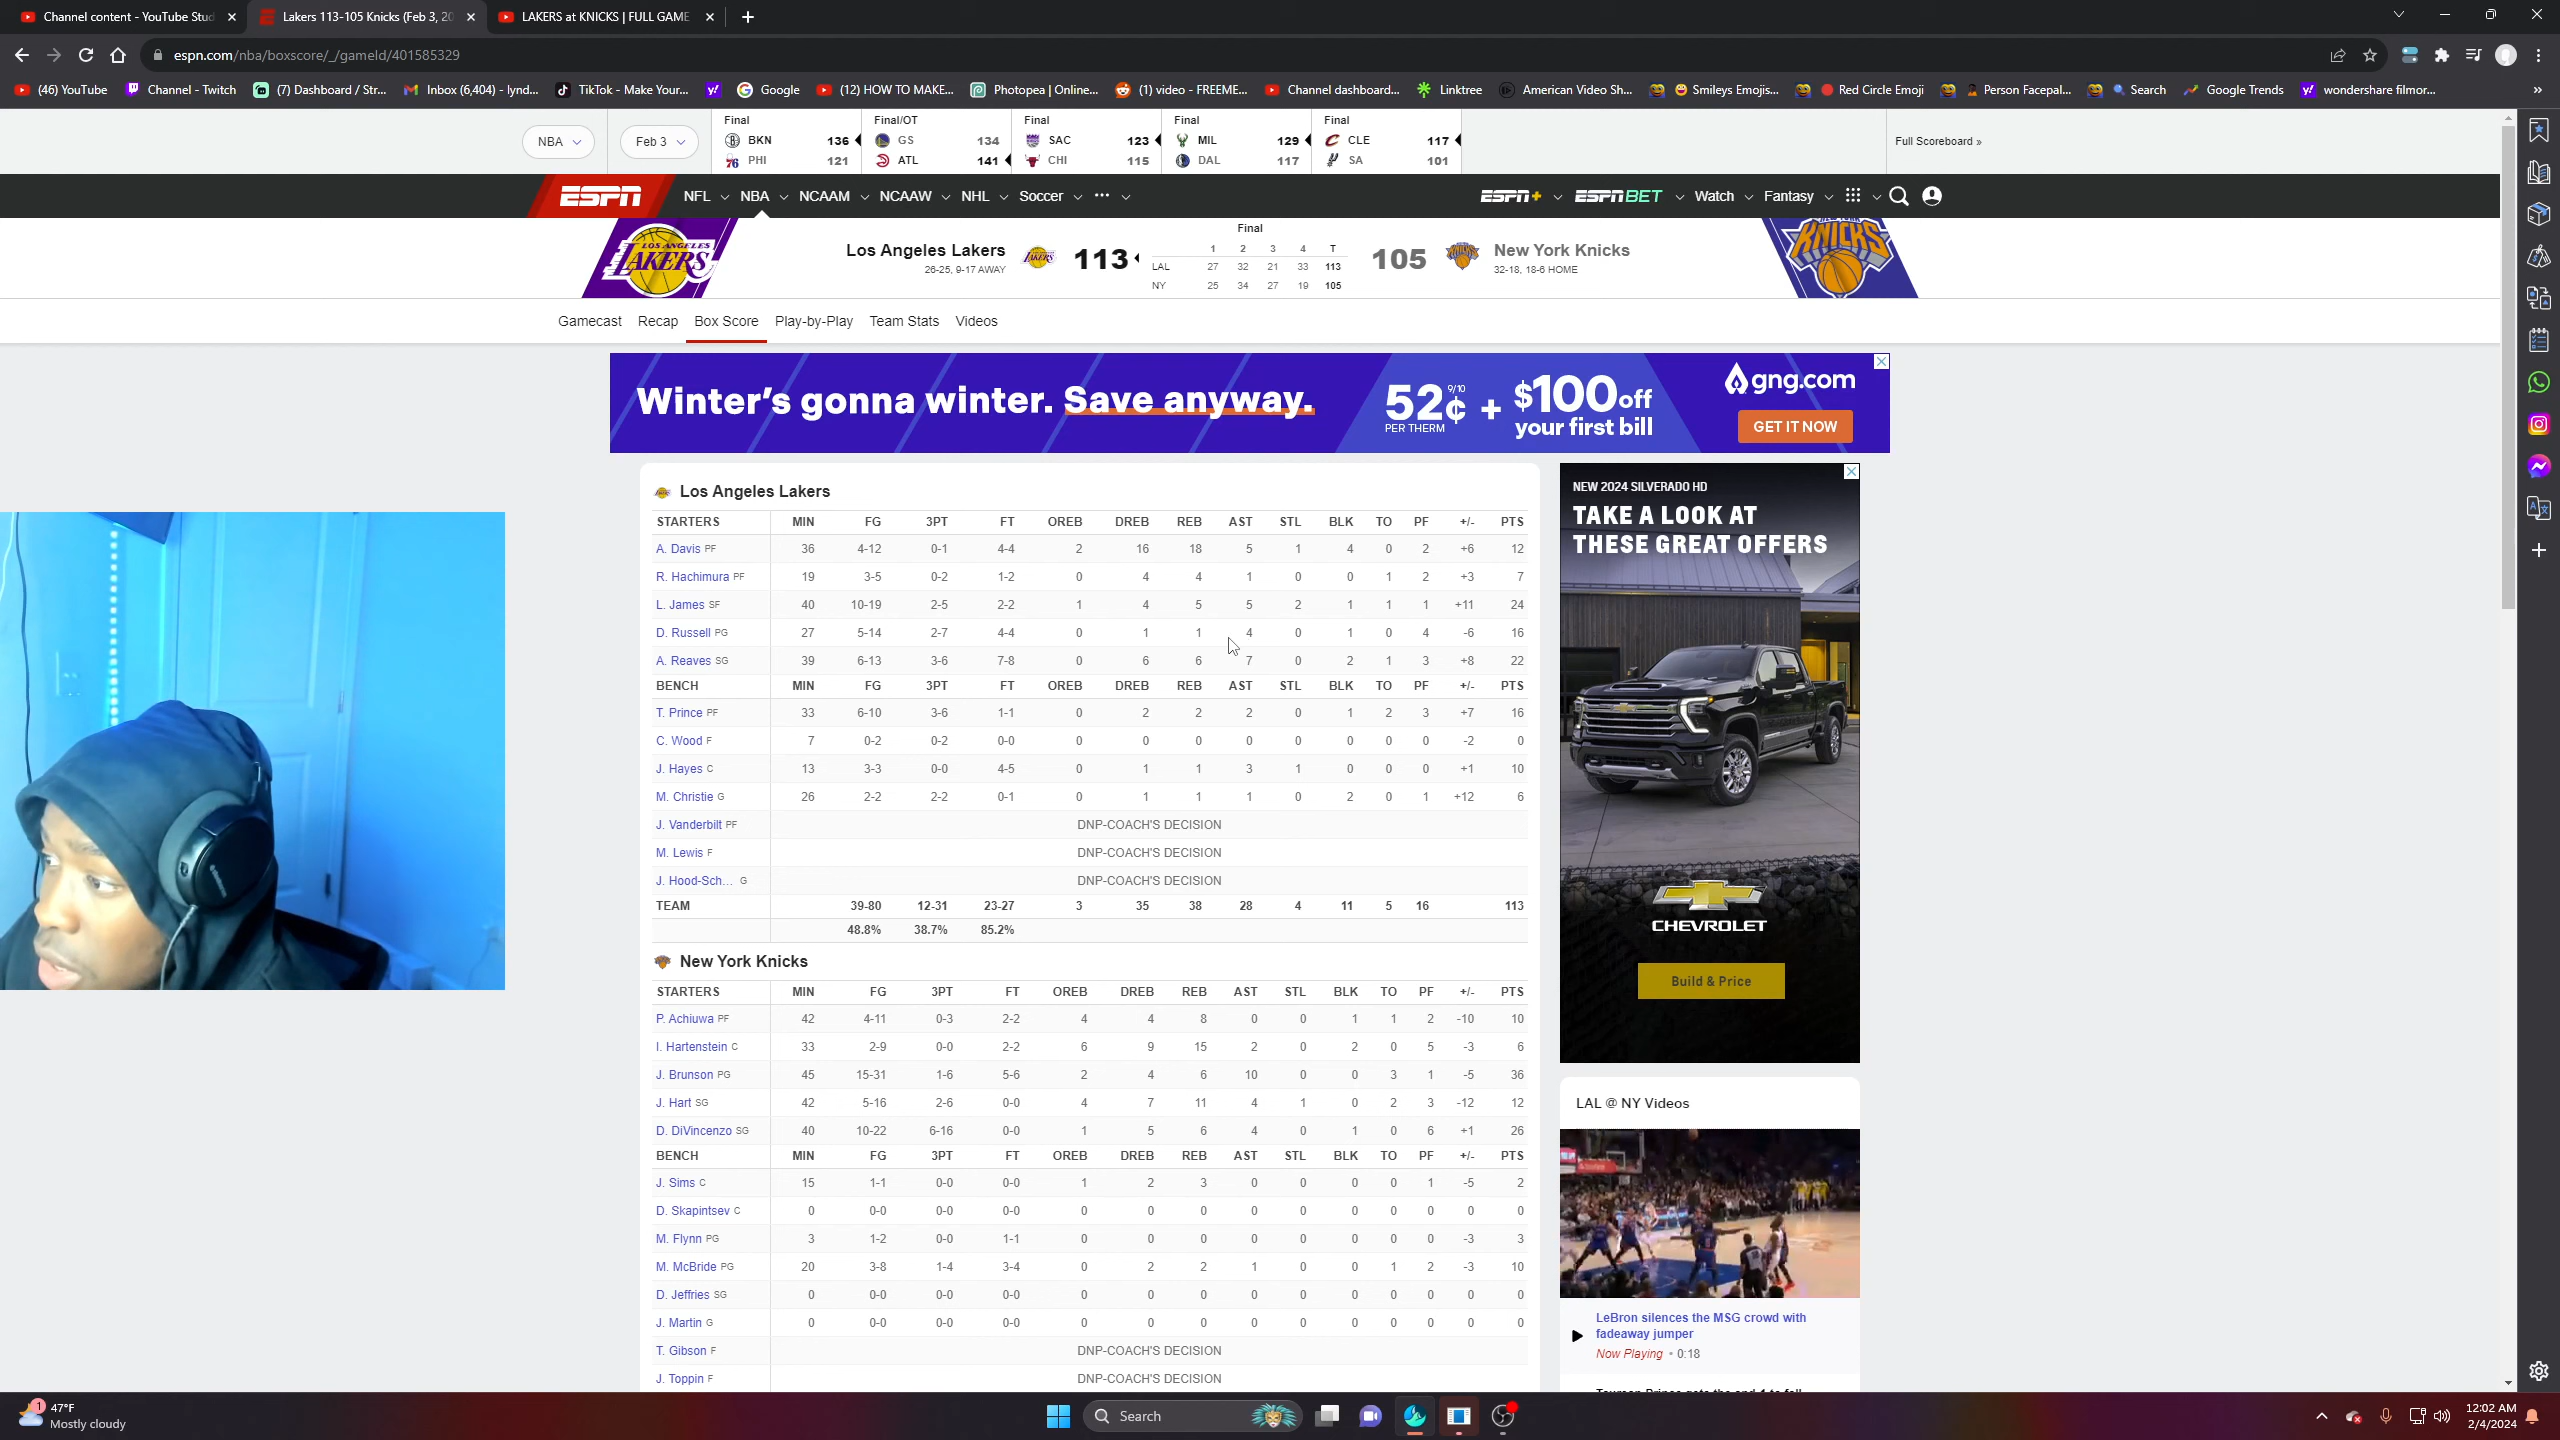 Channel content - YouTube Stud
Lakers 113-105 Knicks (Feb 3, 20
LAKERS at KNICKS | FULL GAME
espn.com/nba/boxscore/_/gameId/401585329
(46) YouTube Channel - Twitch (7) Dashboard / Str... Inbox (6,404) - lynd... TikTok - Make Your... Google (12) HOW TO MAKE... Photopea | Online... (1) video - FREEME... Channel dashboard... Linktree American Video Sh... Smileys Emojis... Red Circle Emoji Person Facepal... Search Google Trends wondershare filmor... »
NBA Feb 3
Final BKN 136 PHI 121
Final/OT GS 134 ATL 141
Final SAC 123 CHI 115
Final MIL 129 DAL 117
Final CLE 117 SA 101
Full Scoreboard »
ESPN NFL NBA NCAAM NCAAW NHL Soccer ••• ESPN+ ESPN BET Watch Fantasy
LOS ANGELES LAKERS
Los Angeles Lakers 113
26-25, 9-17 AWAY
Final
1 2 3 4 T
LAL 27 32 21 33 113
NY 25 34 27 19 105
105 New York Knicks
32-18, 18-6 HOME
NEW YORK KNICKS
Gamecast Recap Box Score Play-by-Play Team Stats Videos
Winter's gonna winter. Save anyway.
52 9/10 ¢ PER THERM + $100 off your first bill
gng.com
GET IT NOW
Los Angeles Lakers
STARTERS MIN FG 3PT FT OREB DREB REB AST STL BLK TO PF +/- PTS
A. Davis PF 36 4-12 0-1 4-4 2 16 18 5 1 4 0 2 +6 12
R. Hachimura PF 19 3-5 0-2 1-2 0 4 4 1 0 0 1 2 +3 7
L. James SF 40 10-19 2-5 2-2 1 4 5 5 2 1 1 1 +11 24
D. Russell PG 27 5-14 2-7 4-4 0 1 1 4 0 1 0 4 -6 16
A. Reaves SG 39 6-13 3-6 7-8 0 6 6 7 0 2 1 3 +8 22
BENCH MIN FG 3PT FT OREB DREB REB AST STL BLK TO PF +/- PTS
T. Prince PF 33 6-10 3-6 1-1 0 2 2 2 0 1 2 3 +7 16
C. Wood F 7 0-2 0-2 0-0 0 0 0 0 0 0 0 0 -2 0
J. Hayes C 13 3-3 0-0 4-5 0 1 1 3 1 0 0 0 +1 10
M. Christie G 26 2-2 2-2 0-1 0 1 1 1 0 2 0 1 +12 6
J. Vanderbilt PF DNP-COACH'S DECISION
M. Lewis F DNP-COACH'S DECISION
J. Hood-Sch... G DNP-COACH'S DECISION
TEAM 39-80 12-31 23-27 3 35 38 28 4 11 5 16 113
48.8% 38.7% 85.2%
New York Knicks
STARTERS MIN FG 3PT FT OREB DREB REB AST STL BLK TO PF +/- PTS
P. Achiuwa PF 42 4-11 0-3 2-2 4 4 8 0 0 1 1 2 -10 10
I. Hartenstein C 33 2-9 0-0 2-2 6 9 15 2 0 2 0 5 -3 6
J. Brunson PG 45 15-31 1-6 5-6 2 4 6 10 0 0 3 1 -5 36
J. Hart SG 42 5-16 2-6 0-0 4 7 11 4 1 0 2 3 -12 12
D. DiVincenzo SG 40 10-22 6-16 0-0 1 5 6 4 0 1 0 6 +1 26
BENCH MIN FG 3PT FT OREB DREB REB AST STL BLK TO PF +/- PTS
J. Sims C 15 1-1 0-0 0-0 1 2 3 0 0 0 0 1 -5 2
D. Skapintsev C 0 0-0 0-0 0-0 0 0 0 0 0 0 0 0 0 0
M. Flynn PG 3 1-2 0-0 1-1 0 0 0 0 0 0 0 0 -3 3
M. McBride PG 20 3-8 1-4 3-4 0 2 2 1 0 0 1 2 -3 10
D. Jeffries SG 0 0-0 0-0 0-0 0 0 0 0 0 0 0 0 0 0
J. Martin G 0 0-0 0-0 0-0 0 0 0 0 0 0 0 0 0 0
T. Gibson F DNP-COACH'S DECISION
J. Toppin F DNP-COACH'S DECISION
NEW 2024 SILVERADO HD
TAKE A LOOK AT
THESE GREAT OFFERS
CHEVROLET
Build & Price
LAL @ NY Videos
LeBron silences the MSG crowd with
fadeaway jumper
Now Playing • 0:18
1 47°F
Mostly cloudy
Search
12:02 AM
2/4/2024